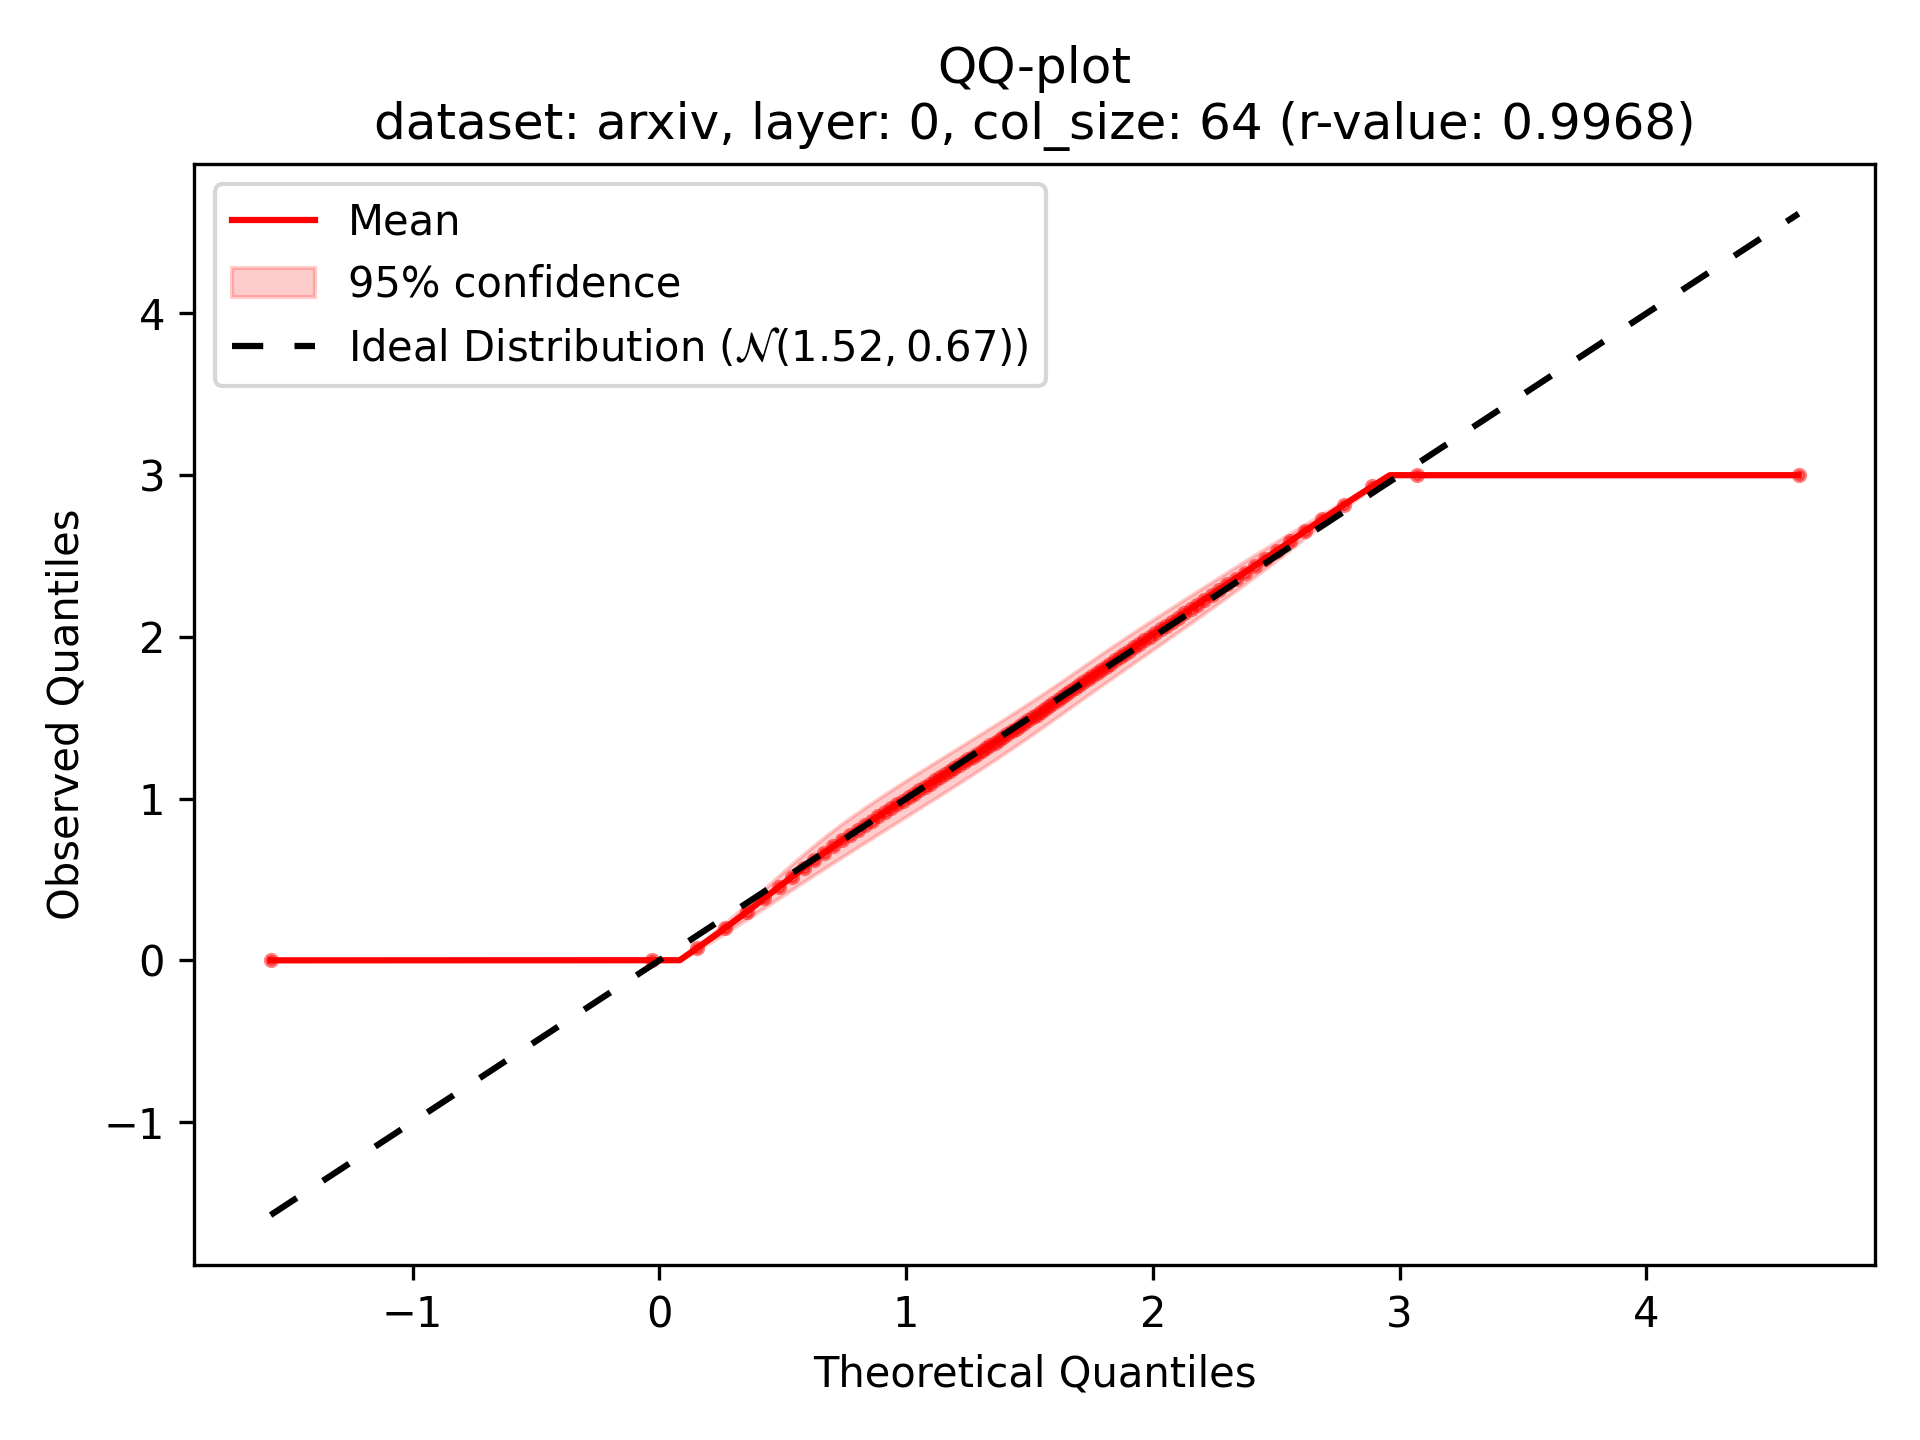 QQ-plot
dataset: arxiv, layer: 0, col_size: 64 (r-value: 0.9968)
Mean
95% confidence
Ideal Distribution (𝒩(1.52, 0.67))
4
3
2
1
0
−1
Observed Quantiles
−1
0
1
2
3
4
Theoretical Quantiles